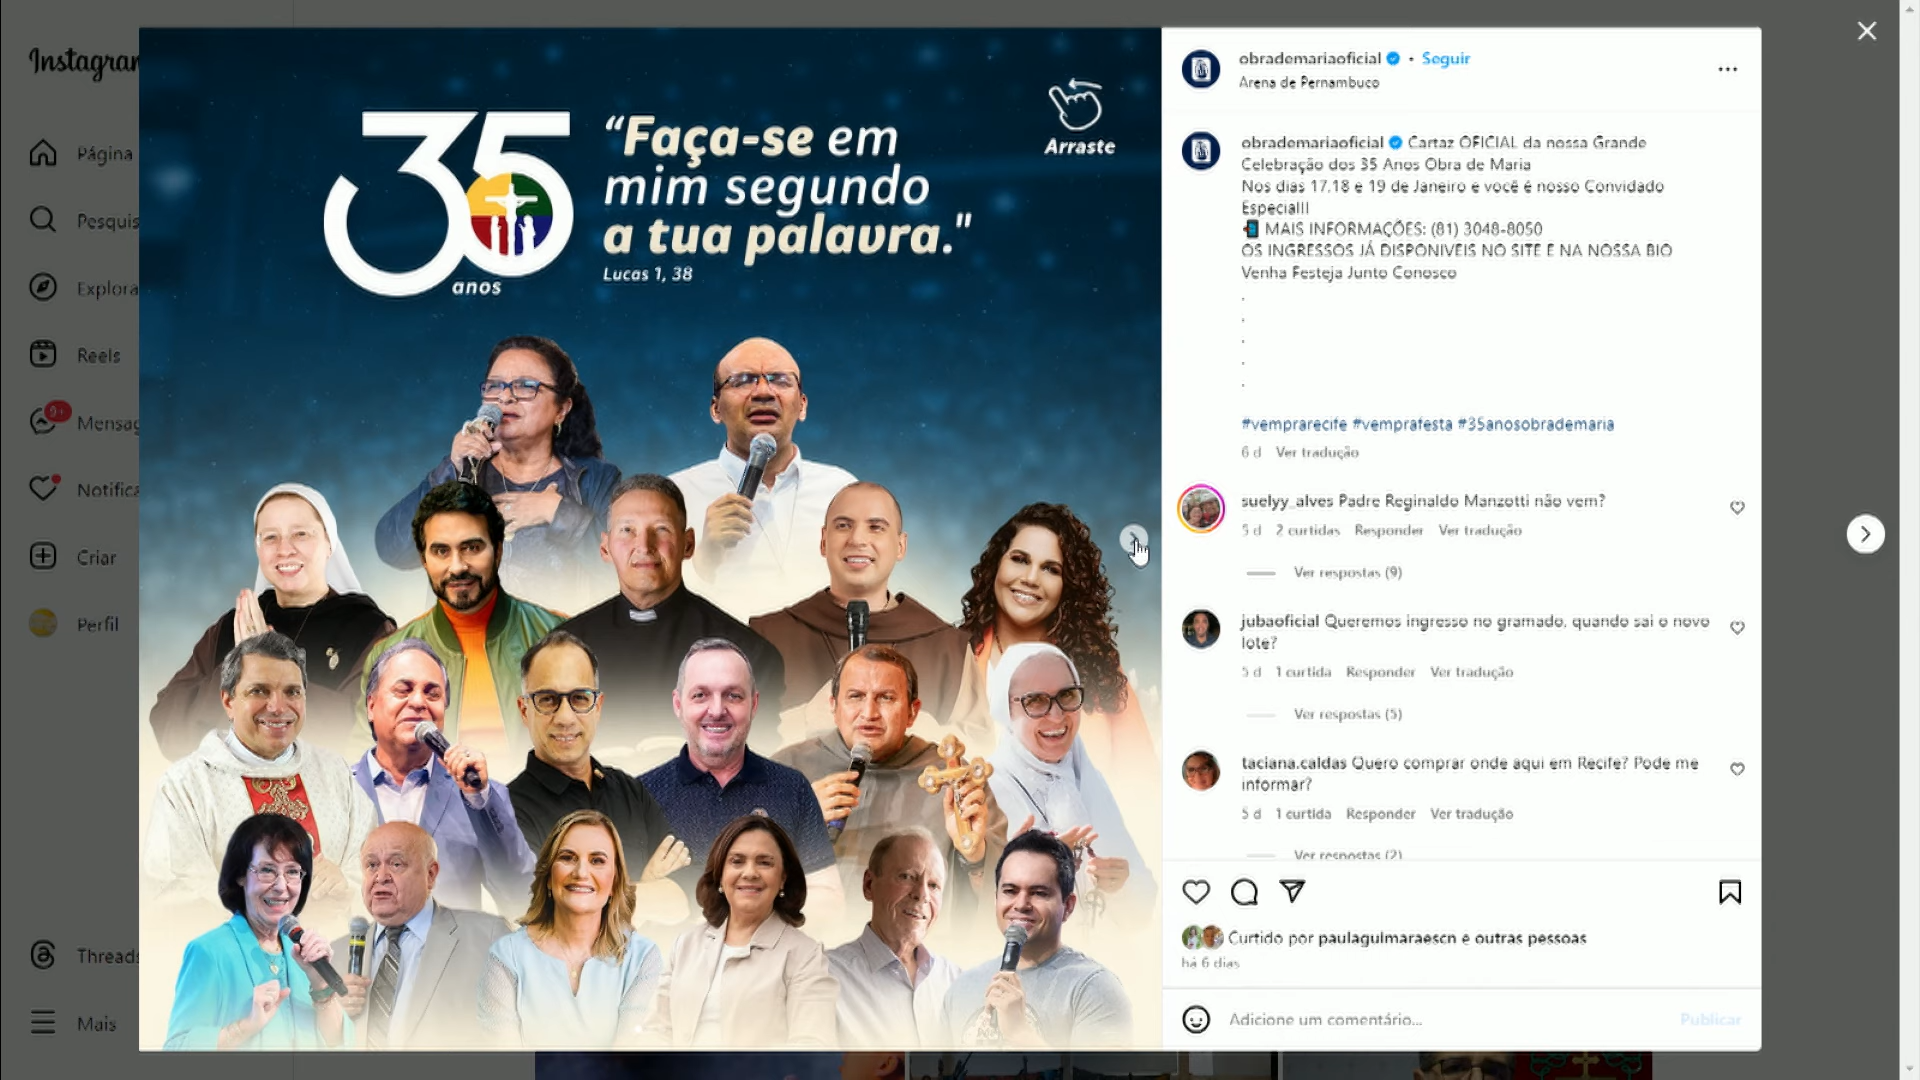 Instagram
Página
Pesquis
Explora
Reels
9+
Mensag
Notifica
Criar
Perfil
Threads
Mais
35
anos
“Faça-se em
mim segundo
a tua palavra."
Lucas 1, 38
Arraste
obrademariaoficial • Seguir
Arena de Pernambuco
obrademariaoficial Cartaz OFICIAL da nossa Grande
Celebração dos 35 Anos Obra de Maria
Nos dias 17,18 e 19 de Janeiro e você é nosso Convidado
Especial!!
MAIS INFORMAÇÕES: (81) 3048-8050
OS INGRESSOS JÁ DISPONIVEIS NO SITE E NA NOSSA BIO
Venha Festeja Junto Conosco
.
.
.
.
.
#vemprarecife #vemprafesta #35anosobrademaria
6 d Ver tradução
suelyy_alves Padre Reginaldo Manzotti não vem?
5 d 2 curtidas Responder Ver tradução
Ver respostas (9)
jubaoficial Queremos ingresso no gramado, quando sai o novo
lote?
5 d 1 curtida Responder Ver tradução
Ver respostas (5)
taciana.caldas Quero comprar onde aqui em Recife? Pode me
informar?
5 d 1 curtida Responder Ver tradução
Ver respostas (2)
Curtido por paulaguimaraescn e outras pessoas
há 6 dias
Adicione um comentário...
Publicar